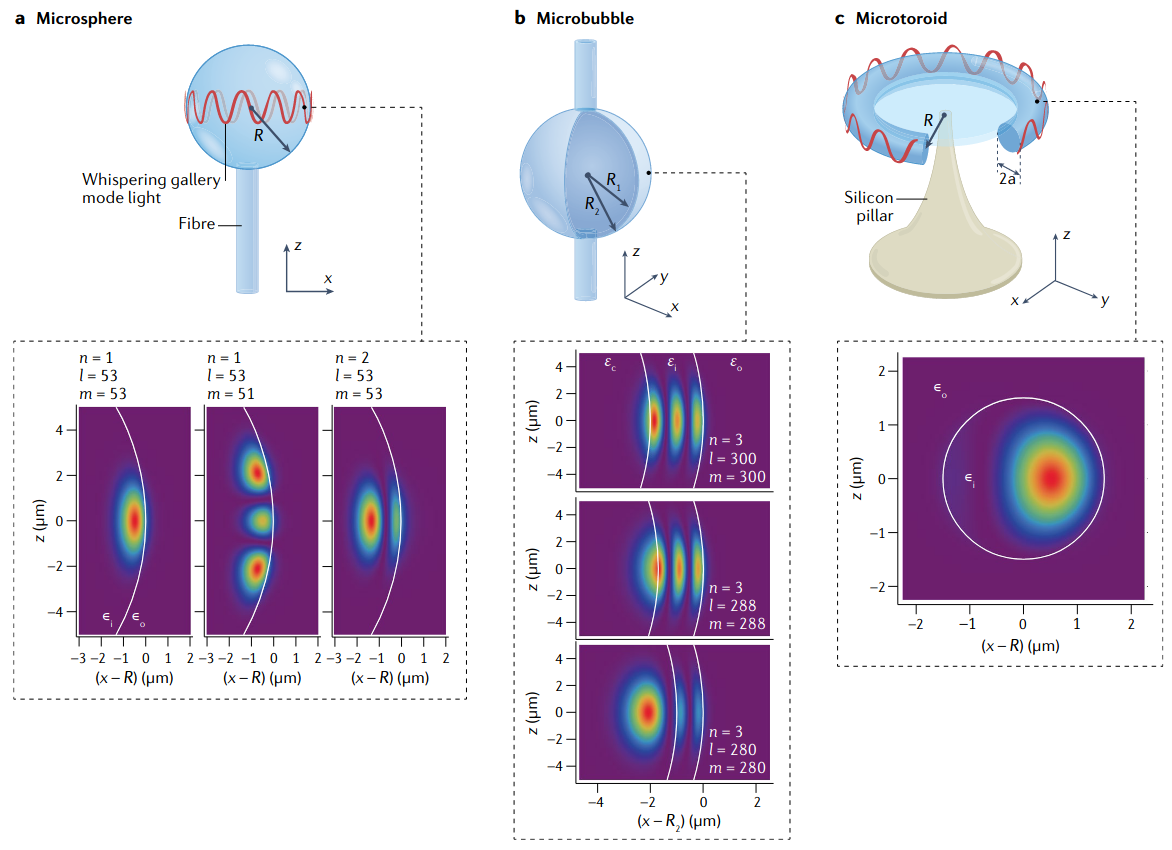 a Microsphere
R
Whispering gallery
mode light
Fibre
z
x
n = 1
l = 53
m = 53
n = 1
l = 53
m = 51
n = 2
l = 53
m = 53
4
2
0
−2
−4
z (μm)
ϵi
ϵo
−3 −2 −1 0 1 2
−3 −2 −1 0 1 2
−3 −2 −1 0 1 2
(x − R) (μm)
(x − R) (μm)
(x − R) (μm)
b Microbubble
R1
R2
z
y
x
εc
εi
εo
4
2
0
−2
−4
z (μm)
n = 3
l = 300
m = 300
4
2
0
−2
−4
z (μm)
n = 3
l = 288
m = 288
4
2
0
−2
−4
z (μm)
n = 3
l = 280
m = 280
−4 −2 0 2
(x − R2) (μm)
c Microtoroid
R
2a
Silicon
pillar
z
x
y
2
1
0
−1
−2
z (μm)
ϵo
ϵi
−2 −1 0 1 2
(x − R) (μm)